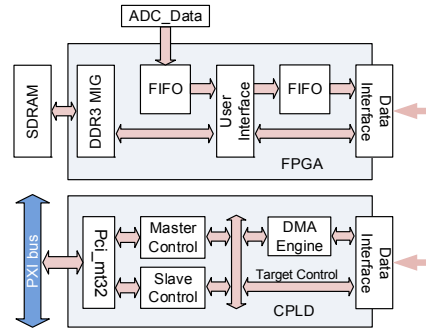 ADC_Data
SDRAM
DDR3 MIG
FIFO
User
Interface
FIFO
Data
Interface
FPGA
PXI bus
Pci_mt32
Master
Control
Slave
Control
DMA
Engine
Target Control
Data
Interface
CPLD